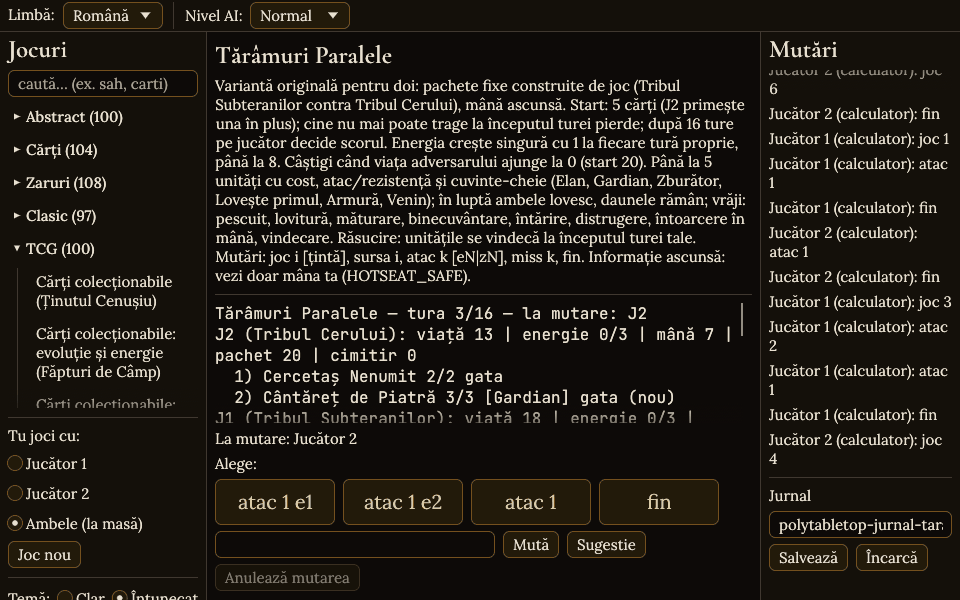 Limbă: Română ▼ Nivel AI: Normal ▼
Jocuri
caută... (ex. sah, carti)
▸ Abstract (100)
▸ Cărți (104)
▸ Zaruri (108)
▸ Clasic (97)
▾ TCG (100)
Cărți colecționabile
(Ținutul Cenușiu)
Cărți colecționabile:
evoluție și energie
(Făpturi de Câmp)
Cărți colecționabile:
Tu joci cu:
Jucător 1
Jucător 2
Ambele (la masă)
Joc nou
Temă: Clar Întunecat
Tărâmuri Paralele
Variantă originală pentru doi: pachete fixe construite de joc (Tribul
Subteranilor contra Tribul Cerului), mână ascunsă. Start: 5 cărți (J2 primește
una în plus); cine nu mai poate trage la începutul turei pierde; după 16 ture
pe jucător decide scorul. Energia crește singură cu 1 la fiecare tură proprie,
până la 8. Câștigi când viața adversarului ajunge la 0 (start 20). Până la 5
unități cu cost, atac/rezistență și cuvinte-cheie (Elan, Gardian, Zburător,
Lovește primul, Armură, Venin); în luptă ambele lovesc, daunele rămân; vrăji:
pescuit, lovitură, măturare, binecuvântare, întărire, distrugere, întoarcere în
mână, vindecare. Răsucire: unitățile se vindecă la începutul turei tale.
Mutări: joc i [țintă], sursa i, atac k [eN|zN], miss k, fin. Informație ascunsă:
vezi doar mâna ta (HOTSEAT_SAFE).
Tărâmuri Paralele — tura 3/16 — la mutare: J2
J2 (Tribul Cerului): viață 13 | energie 0/3 | mână 7 |
pachet 20 | cimitir 0
1) Cercetaș Nenumit 2/2 gata
2) Cântăreț de Piatră 3/3 [Gardian] gata (nou)
J1 (Tribul Subteranilor): viață 18 | energie 0/3 |
La mutare: Jucător 2
Alege:
atac 1 e1 atac 1 e2 atac 1 fin
Mută Sugestie
Anulează mutarea
Mutări
Jucător 2 (calculator): joc
6
Jucător 2 (calculator): fin
Jucător 1 (calculator): joc 1
Jucător 1 (calculator): atac
1
Jucător 1 (calculator): fin
Jucător 2 (calculator):
atac 1
Jucător 2 (calculator): fin
Jucător 1 (calculator): joc 3
Jucător 1 (calculator): atac
2
Jucător 1 (calculator): atac
1
Jucător 1 (calculator): fin
Jucător 2 (calculator): joc
4
Jurnal
polytabletop-jurnal-tar
Salvează Încarcă